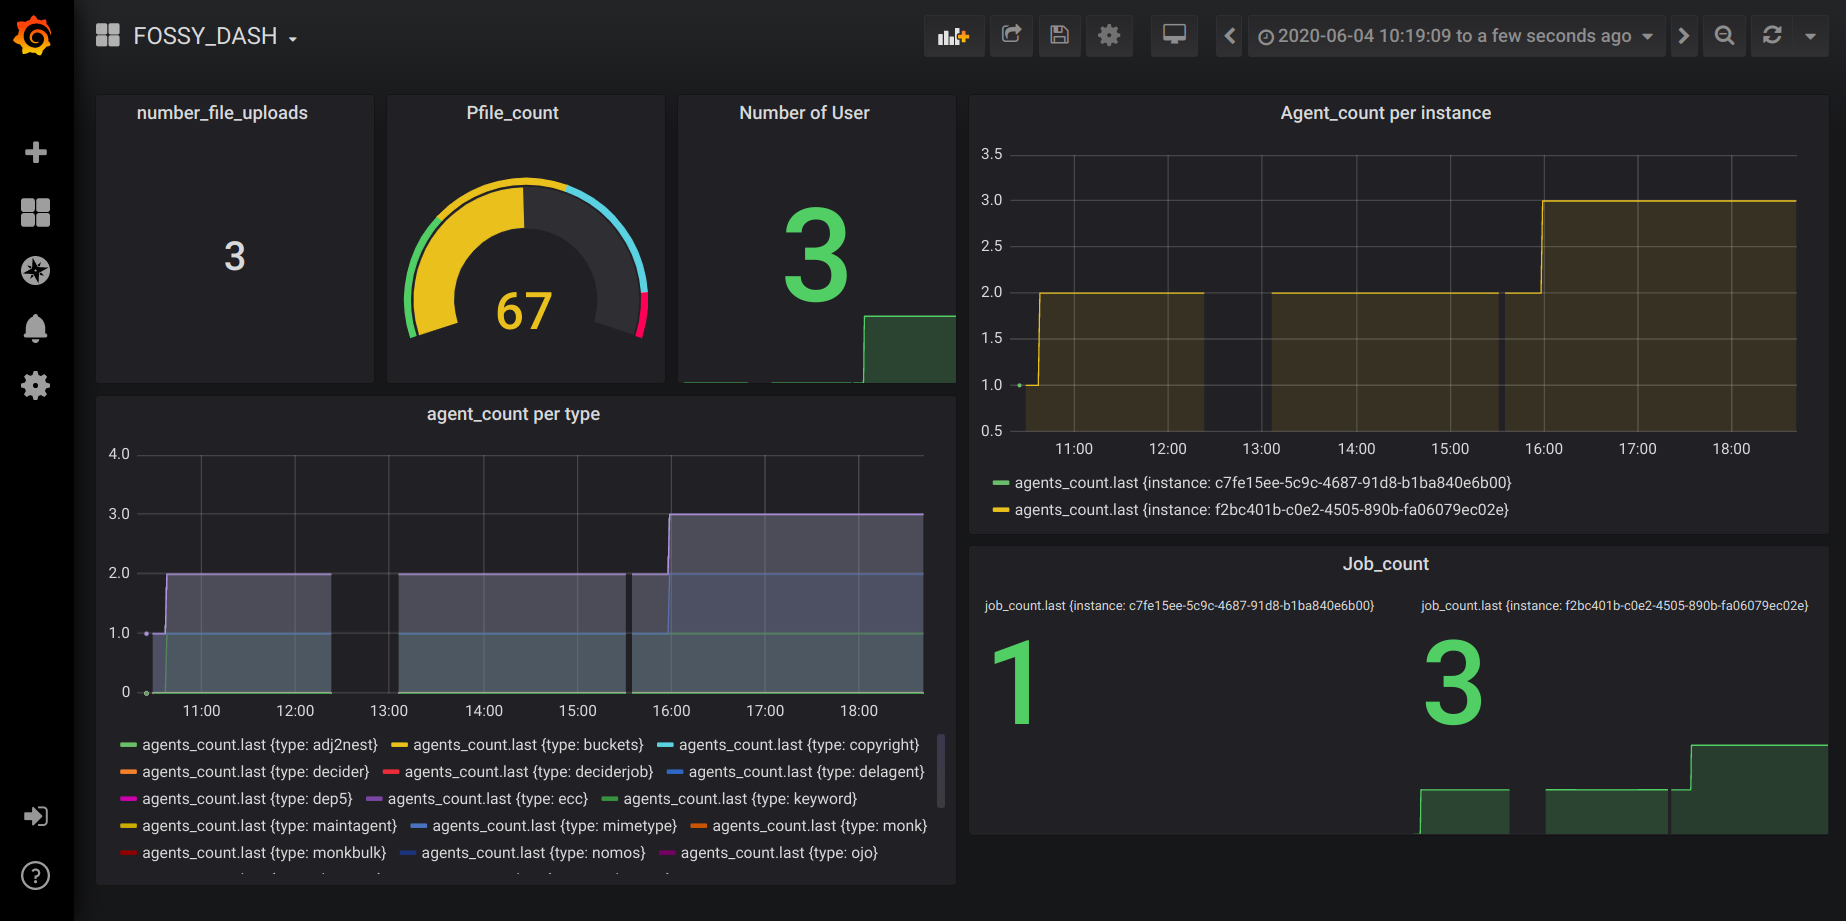 FOSSY_DASH
2020-06-04 10:19:09 to a few seconds ago
number_file_uploads
3
Pfile_count
67
Number of User
3
Agent_count per instance
3.5
3.0
2.5
2.0
1.5
1.0
0.5
11:00 12:00 13:00 14:00 15:00 16:00 17:00 18:00
agents_count.last {instance: c7fe15ee-5c9c-4687-91d8-b1ba840e6b00}
agents_count.last {instance: f2bc401b-c0e2-4505-890b-fa06079ec02e}
agent_count per type
4.0
3.0
2.0
1.0
0
11:00 12:00 13:00 14:00 15:00 16:00 17:00 18:00
agents_count.last {type: adj2nest} agents_count.last {type: buckets} agents_count.last {type: copyright}
agents_count.last {type: decider} agents_count.last {type: deciderjob} agents_count.last {type: delagent}
agents_count.last {type: dep5} agents_count.last {type: ecc} agents_count.last {type: keyword}
agents_count.last {type: maintagent} agents_count.last {type: mimetype} agents_count.last {type: monk}
agents_count.last {type: monkbulk} agents_count.last {type: nomos} agents_count.last {type: ojo}
Job_count
job_count.last {instance: c7fe15ee-5c9c-4687-91d8-b1ba840e6b00} job_count.last {instance: f2bc401b-c0e2-4505-890b-fa06079ec02e}
1 3
?